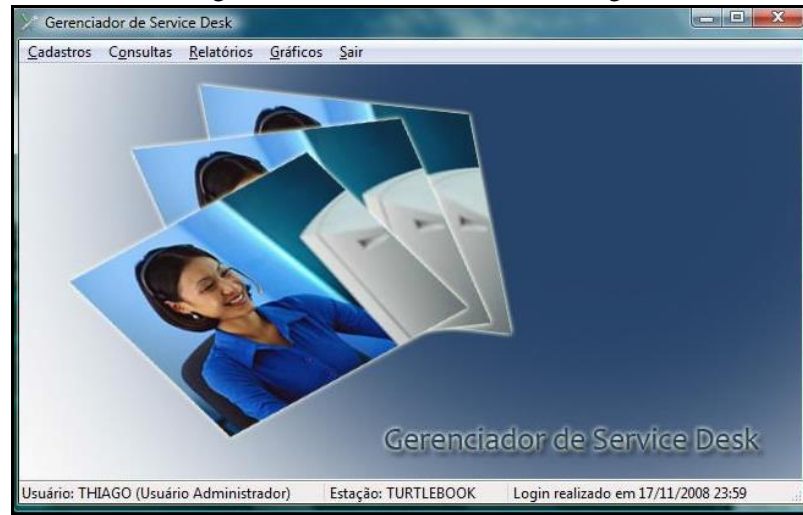 Gerenciador de Service Desk
Cadastros Consultas Relatórios Gráficos Sair
Gerenciador de Service Desk
Usuário: THIAGO (Usuário Administrador) Estação: TURTLEBOOK Login realizado em 17/11/2008 23:59